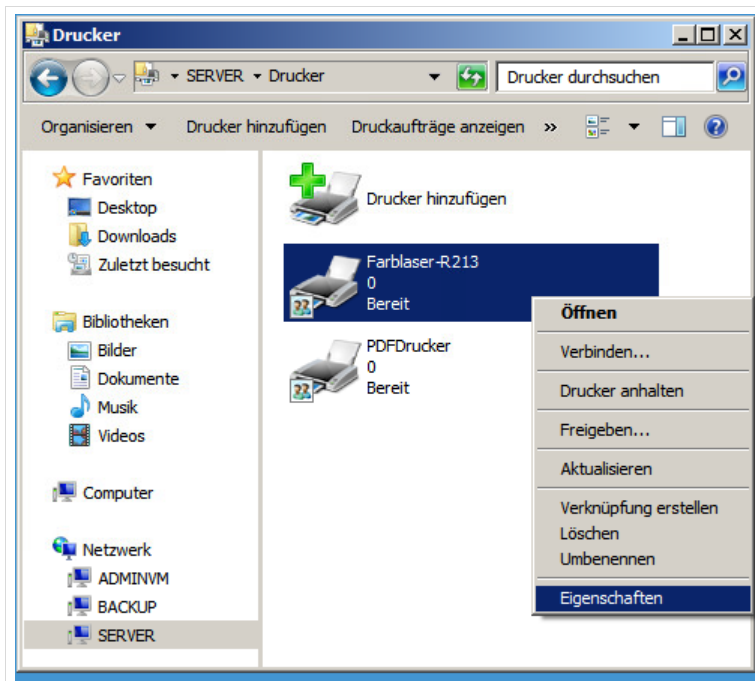 Drucker
SERVER Drucker
Drucker durchsuchen
Organisieren Drucker hinzufügen Druckaufträge anzeigen »
Favoriten
Desktop
Downloads
Zuletzt besucht
Bibliotheken
Bilder
Dokumente
Musik
Videos
Computer
Netzwerk
ADMINVM
BACKUP
SERVER
Drucker hinzufügen
Farblaser-R213
0
Bereit
PDFDrucker
0
Bereit
Öffnen
Verbinden...
Drucker anhalten
Freigeben...
Aktualisieren
Verknüpfung erstellen
Löschen
Umbenennen
Eigenschaften